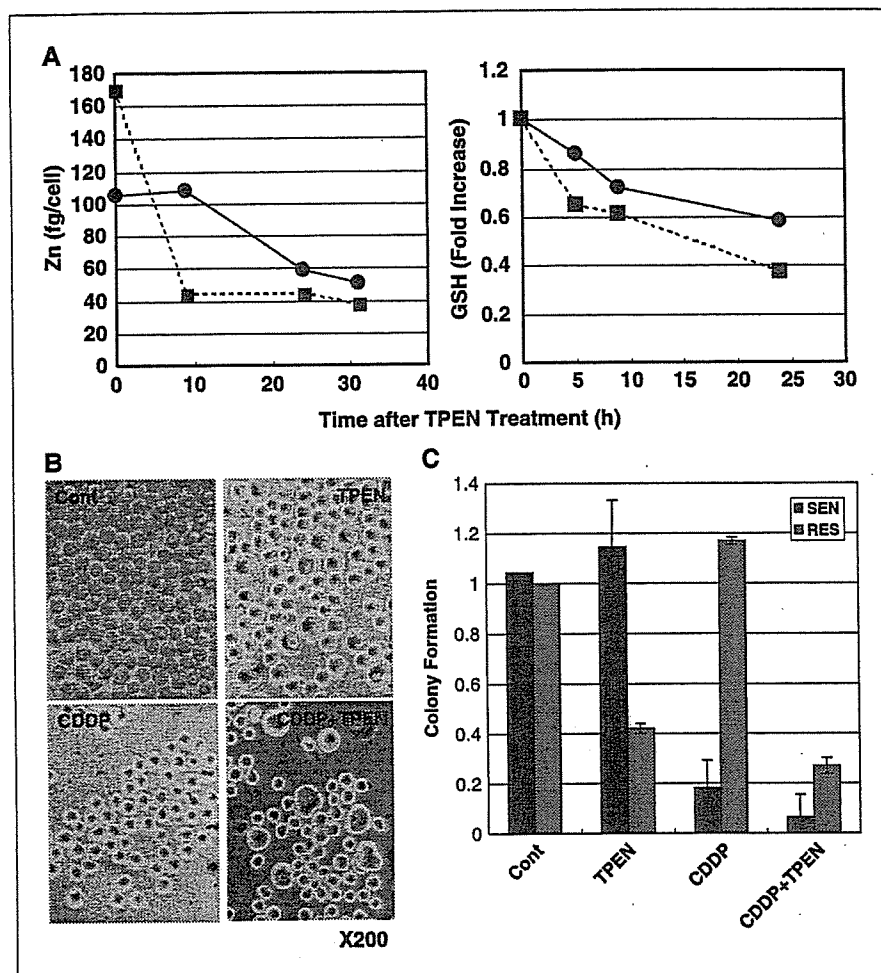 A
Zn (fg/cell)
180
160
140
120
100
80
60
40
20
0
0 10 20 30 40
GSH (Fold Increase)
1.2
1
0.8
0.6
0.4
0.2
0
0 5 10 15 20 25 30
Time after TPEN Treatment (h)
B
Cont
TPEN
CDDP
CDDP+TPEN
X200
C
Colony Formation
1.4
1.2
1
0.8
0.6
0.4
0.2
0
SEN
RES
Cont
TPEN
CDDP
CDDP+TPEN